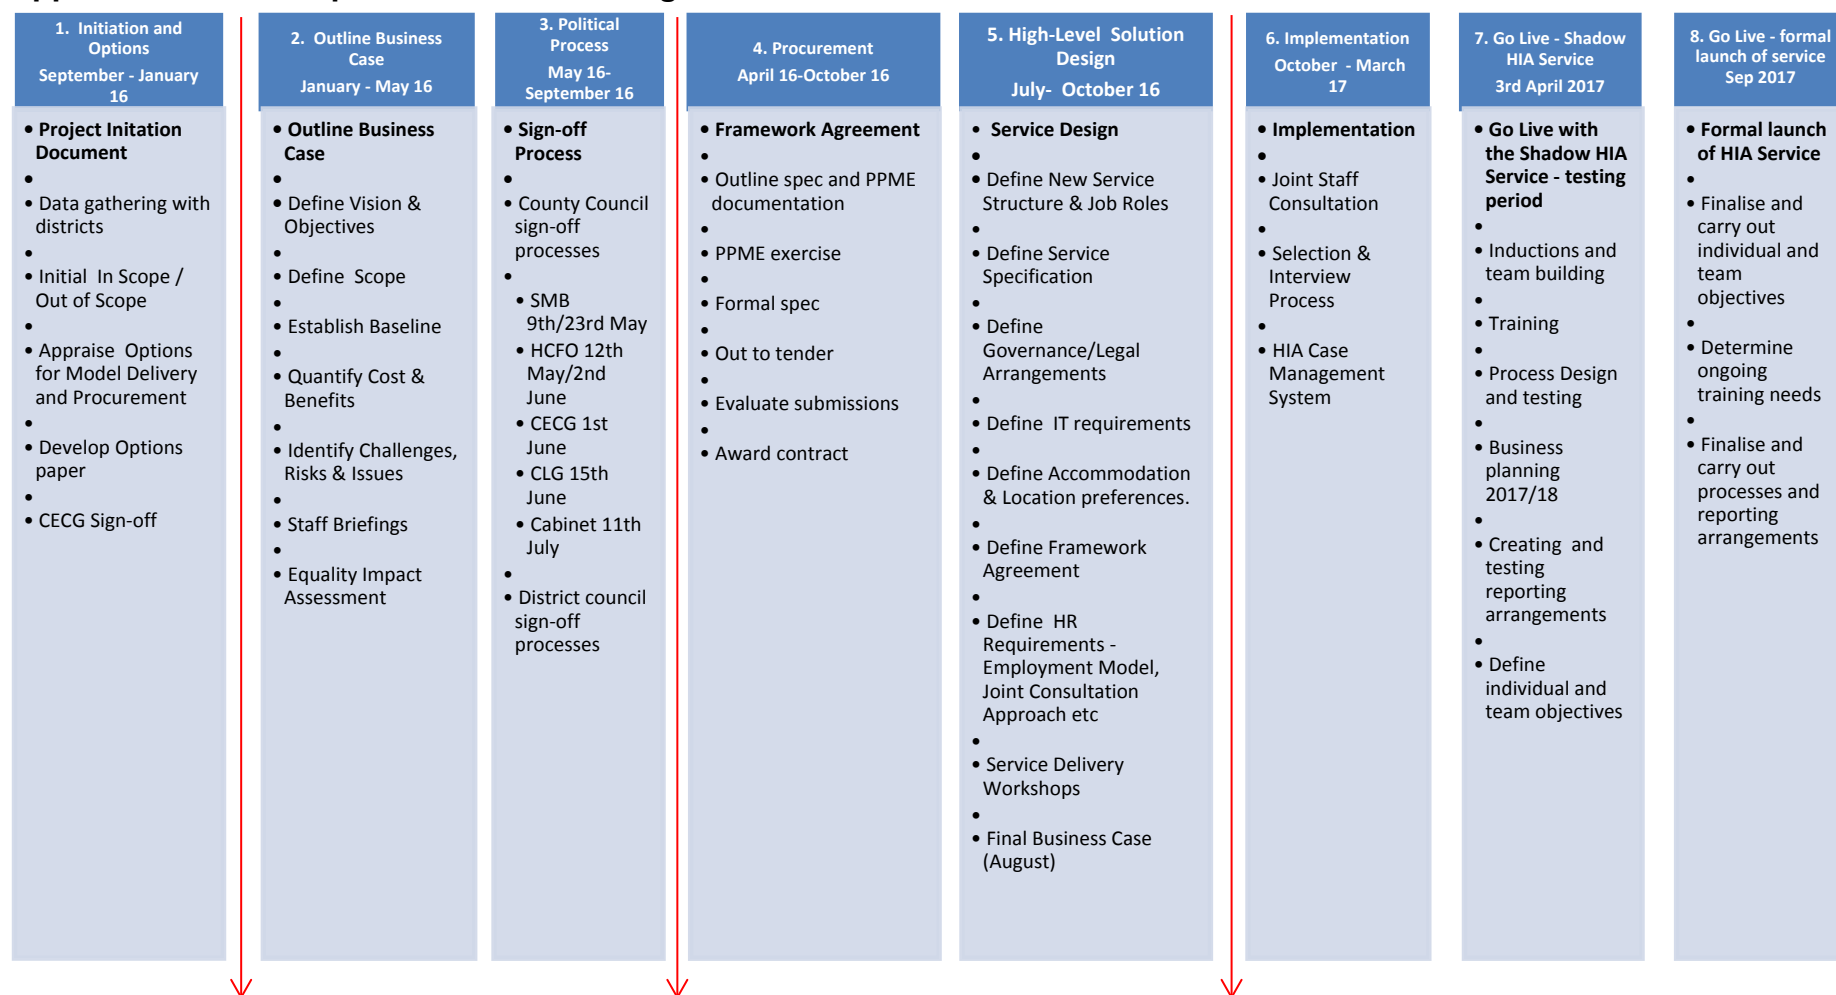 1. Initiation and
Options
September - January
16
• Project Initation
Document
•
• Data gathering with
districts
•
• Initial In Scope /
Out of Scope
•
• Appraise Options
for Model Delivery
and Procurement
•
• Develop Options
paper
•
• CECG Sign-off
2. Outline Business
Case
January - May 16
• Outline Business
Case
•
• Define Vision &
Objectives
•
• Define Scope
•
• Establish Baseline
•
• Quantify Cost &
Benefits
•
• Identify Challenges,
Risks & Issues
•
• Staff Briefings
•
• Equality Impact
Assessment
3. Political
Process
May 16-
September 16
• Sign-off
Process
•
• County Council
sign-off
processes
•
• SMB
9th/23rd May
• HCFO 12th
May/2nd
June
• CECG 1st
June
• CLG 15th
June
• Cabinet 11th
July
•
• District council
sign-off
processes
4. Procurement
April 16-October 16
• Framework Agreement
•
• Outline spec and PPME
documentation
•
• PPME exercise
•
• Formal spec
•
• Out to tender
•
• Evaluate submissions
•
• Award contract
5. High-Level Solution
Design
July- October 16
• Service Design
•
• Define New Service
Structure & Job Roles
•
• Define Service
Specification
•
• Define
Governance/Legal
Arrangements
•
• Define IT requirements
•
• Define Accommodation
& Location preferences.
•
• Define Framework
Agreement
•
• Define HR
Requirements -
Employment Model,
Joint Consultation
Approach etc
•
• Service Delivery
Workshops
•
• Final Business Case
(August)
6. Implementation
October - March
17
• Implementation
•
• Joint Staff
Consultation
•
• Selection &
Interview
Process
•
• HIA Case
Management
System
7. Go Live - Shadow
HIA Service
3rd April 2017
• Go Live with
the Shadow HIA
Service - testing
period
•
• Inductions and
team building
•
• Training
•
• Process Design
and testing
•
• Business
planning
2017/18
•
• Creating and
testing
reporting
arrangements
•
• Define
individual and
team objectives
8. Go Live - formal
launch of service
Sep 2017
• Formal launch
of HIA Service
•
• Finalise and
carry out
individual and
team
objectives
•
• Determine
ongoing
training needs
•
• Finalise and
carry out
processes and
reporting
arrangements